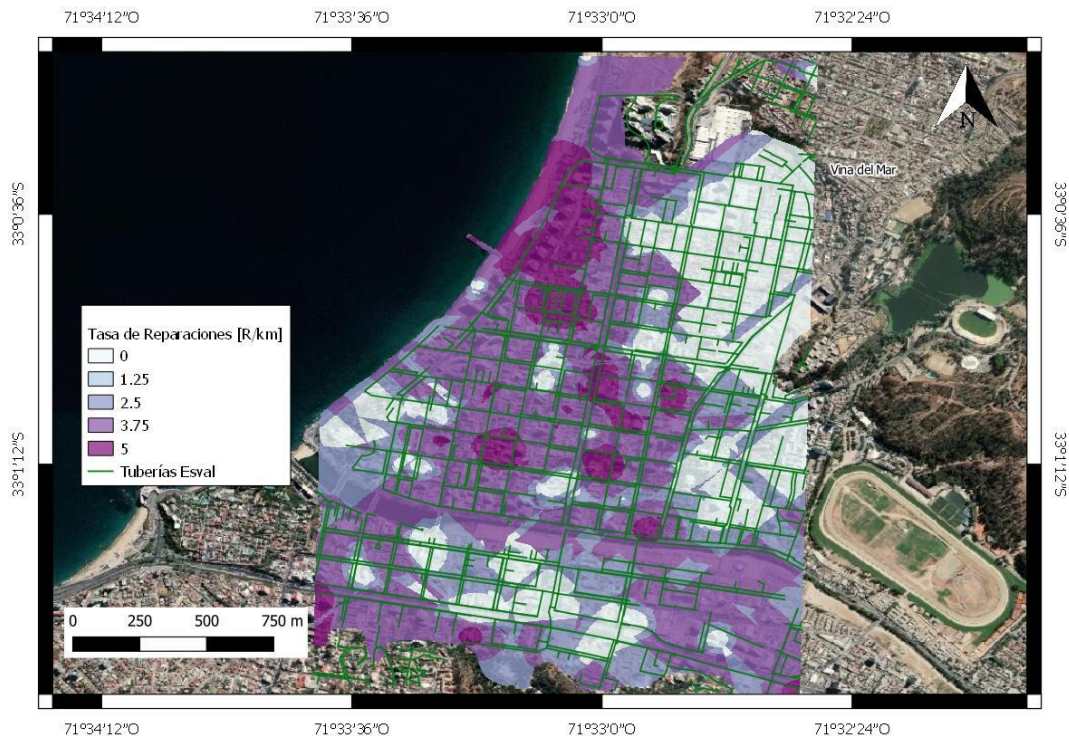 71°34'12"O 71°33'36"O 71°33'0"O 71°32'24"O
N
Vina del Mar
33°0'36"S 33°0'36"S
Tasa de Reparaciones [R/km]
0
1.25
2.5
3.75
5
Tuberías Esval
33°1'12"S 33°1'12"S
0 250 500 750 m
71°34'12"O 71°33'36"O 71°33'0"O 71°32'24"O